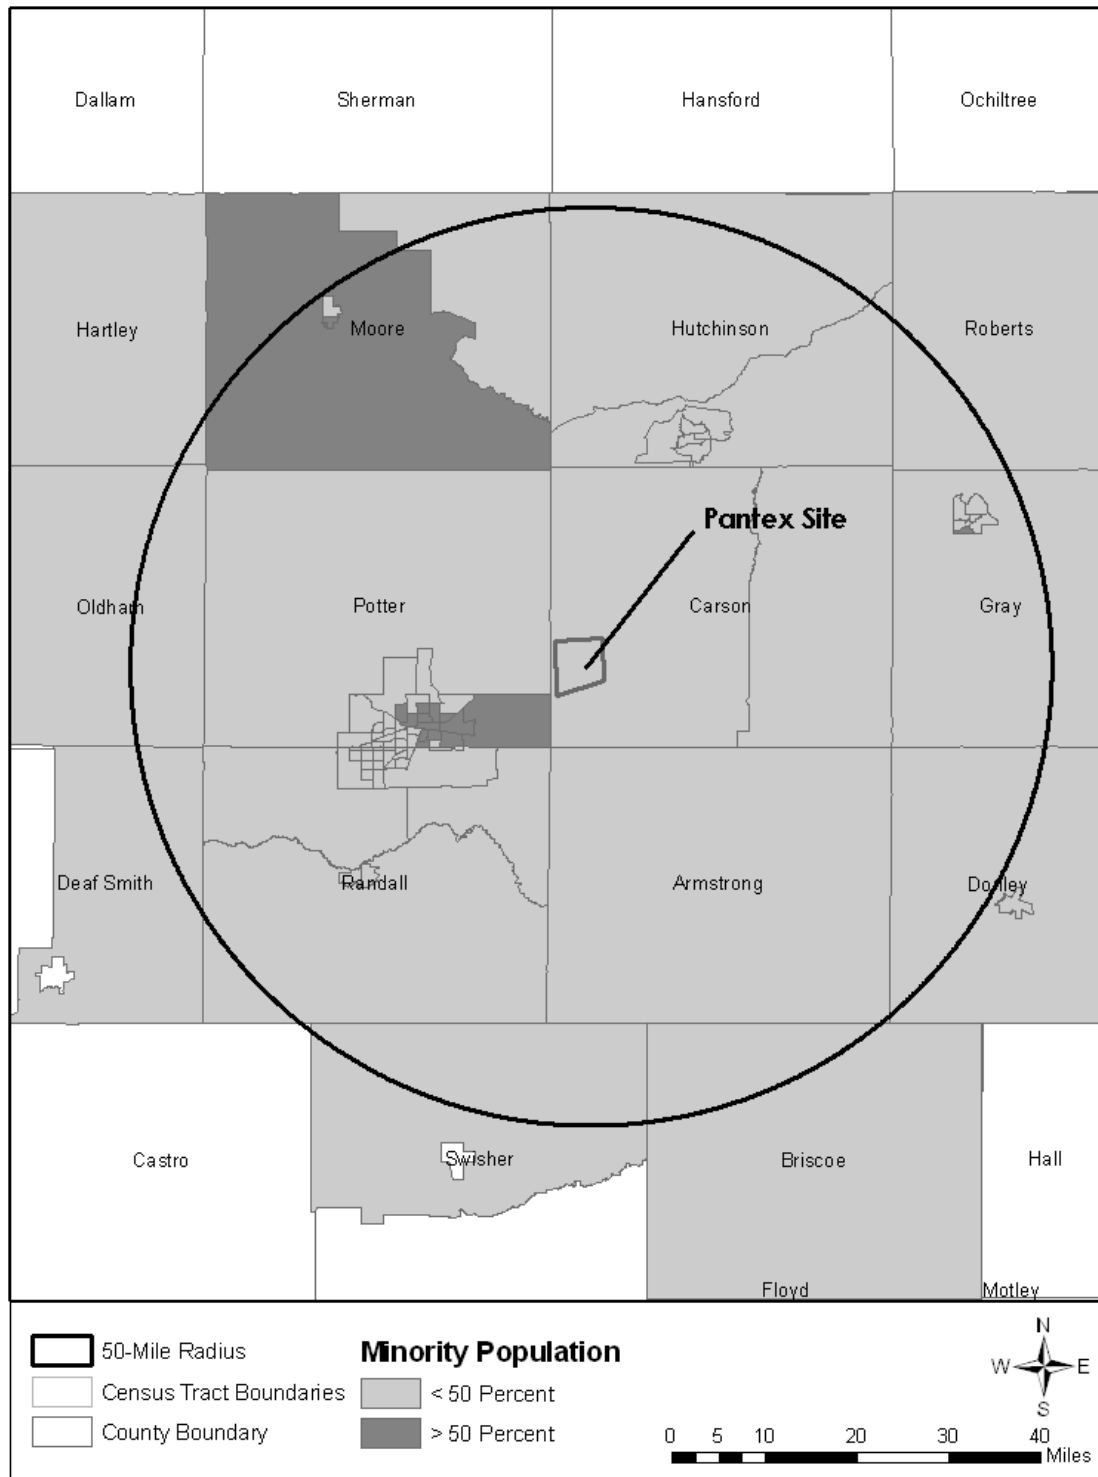 Dallam Sherman Hansford Ochiltree
Hartley Moore Hutchinson Roberts
Pantex Site
Oldham Potter Carson Gray
Deaf Smith Randall Armstrong Donley
Castro Swisher Briscoe Hall
Floyd Motley
50-Mile Radius
Census Tract Boundaries
County Boundary
Minority Population
< 50 Percent
> 50 Percent
N
W E
S
0 5 10 20 30 40
Miles